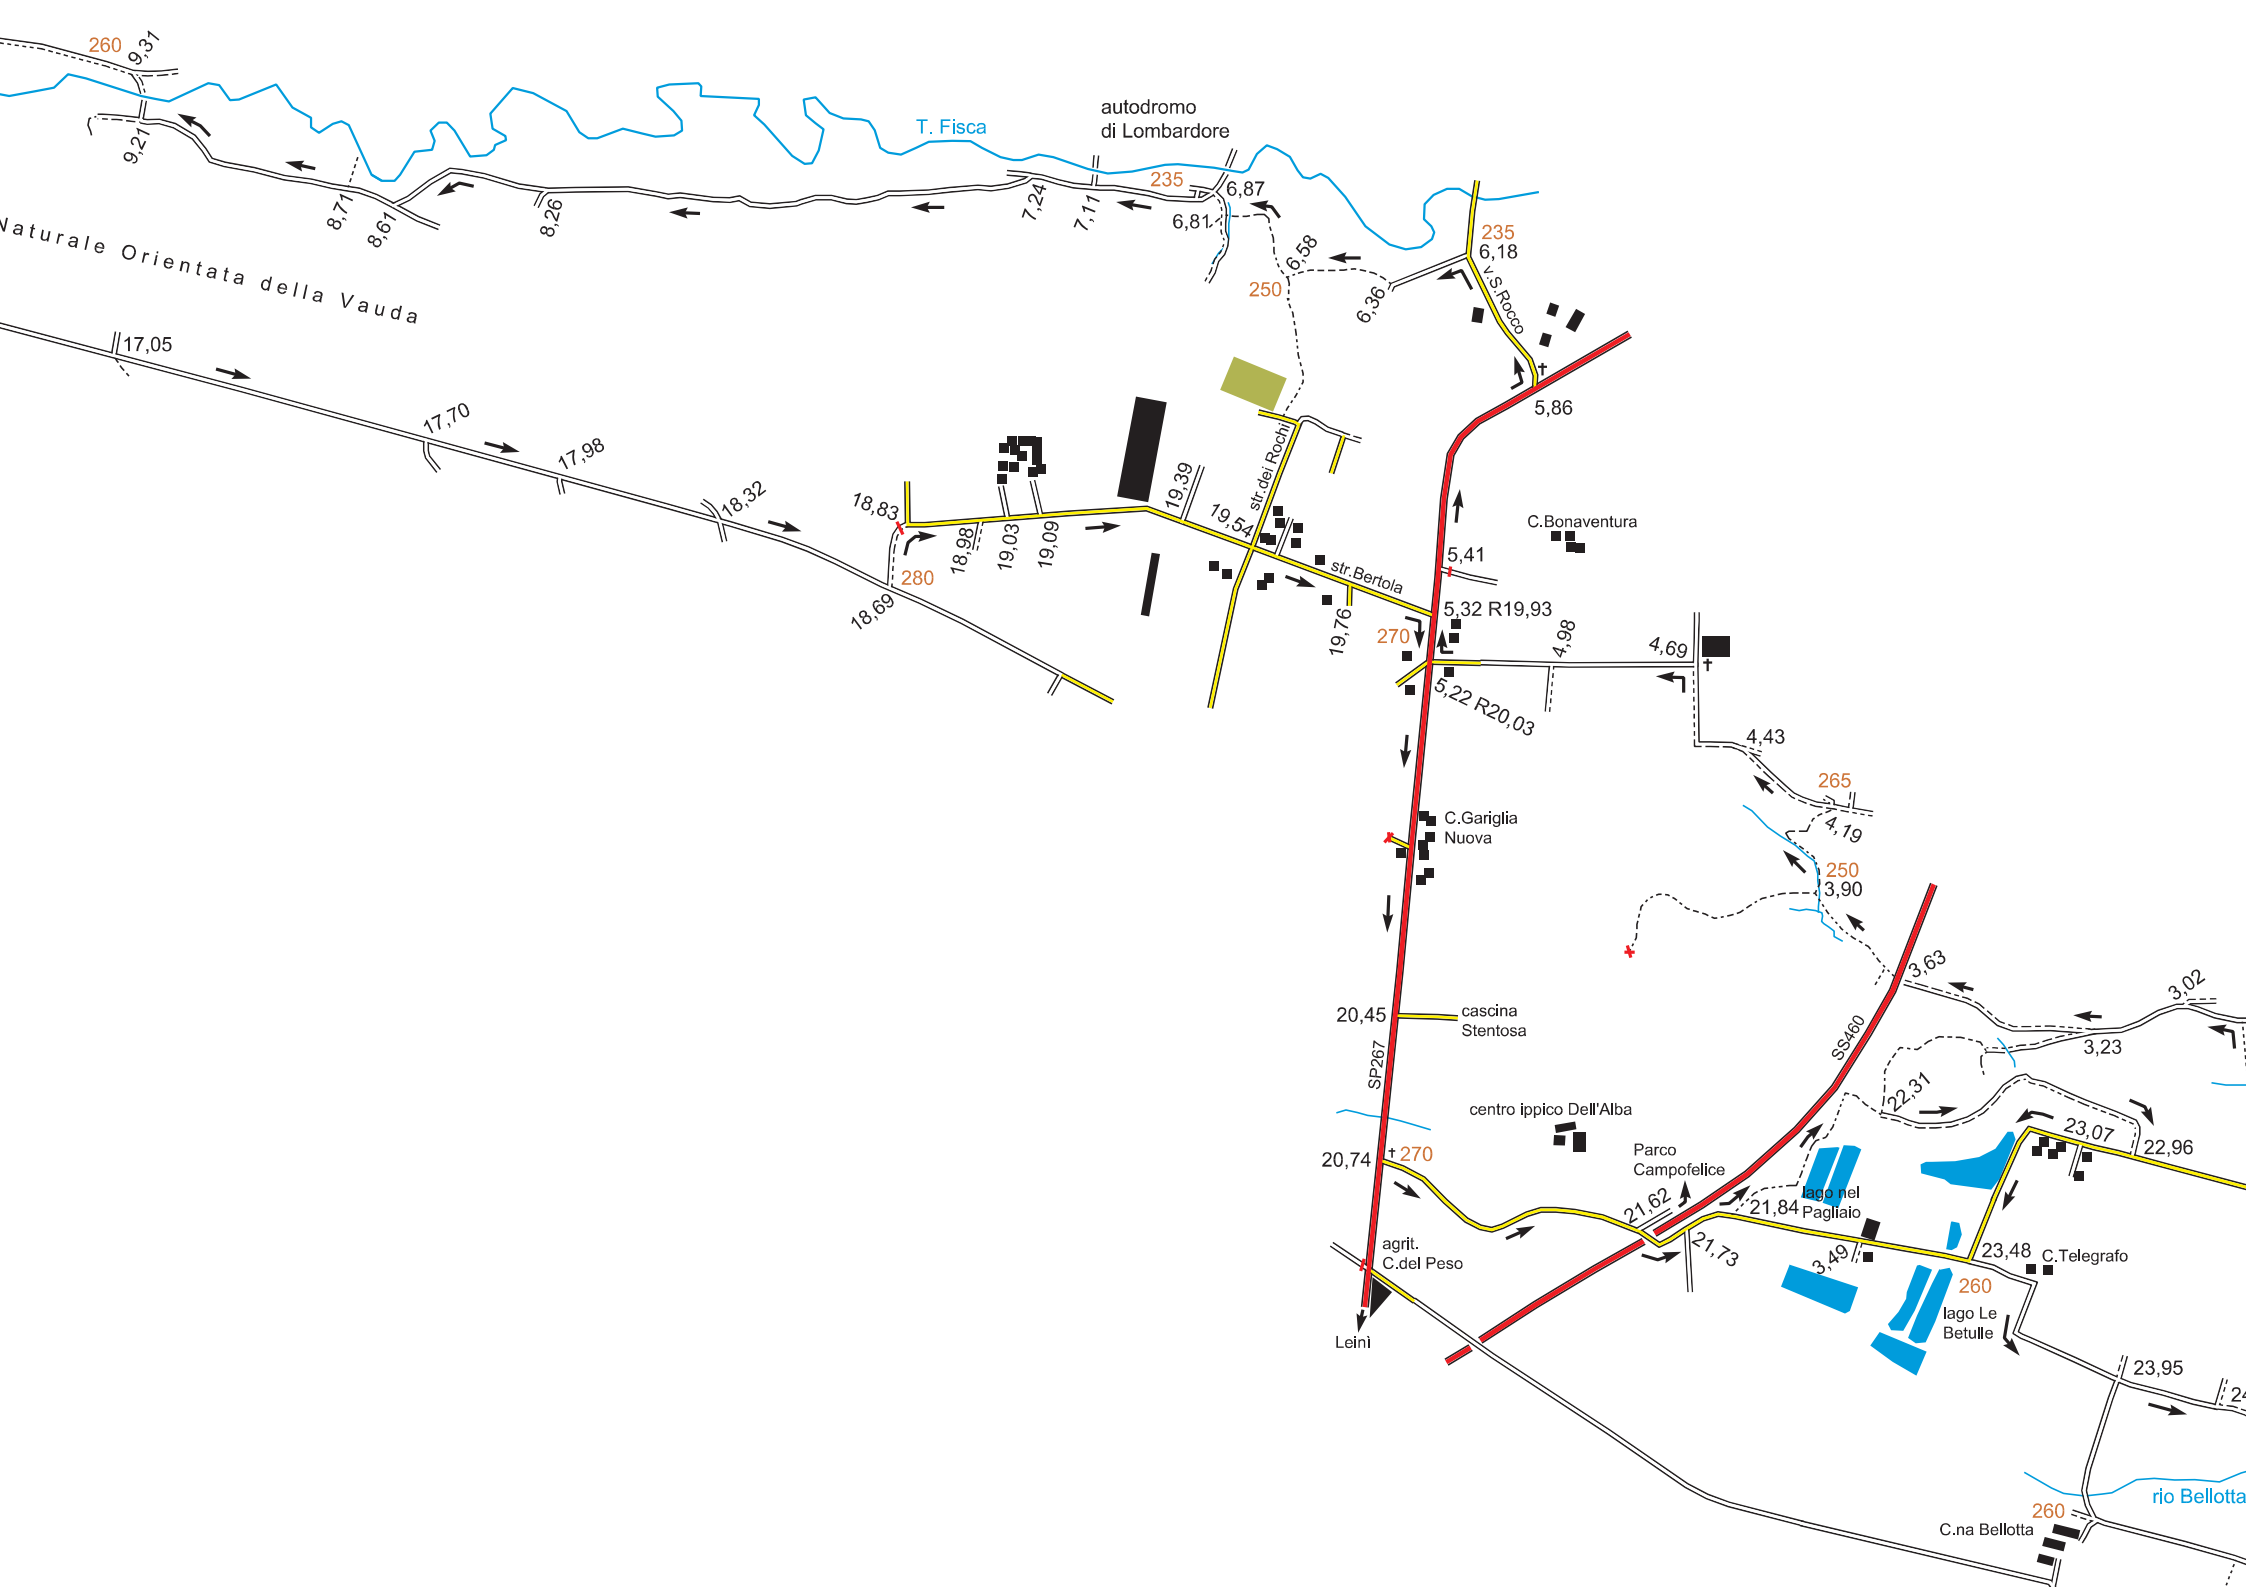 260
9,31
autodromo
di Lombardore
T. Fisca
9,21
235
6,87
8,71
8,61
8,26
7,24
7,11
6,81
Naturale Orientata della Vauda
6,58
235
6,18
v.S.Rocco
250
6,36
17,05
5,86
17,70
17,98
18,32
18,83
19,39
str.dei Rochi
19,54
C.Bonaventura
18,98
19,03
19,09
5,41
280
str.Bertola
18,69
5,32 R19,93
19,76
270
4,98
4,69
5,22 R20,03
4,43
265
C.Gariglia
Nuova
4,19
250
3,90
3,63
3,02
20,45
cascina
Stentosa
SP267
SS460
3,23
22,31
centro ippico Dell'Alba
23,07
22,96
20,74
270
Parco
Campofelice
lago nel
Pagliaio
21,62
21,84
21,73
3,49
23,48
C.Telegrafo
agrit.
C.del Peso
260
lago Le
Betulle
Leinì
23,95
24
rio Bellotta
260
C.na Bellotta